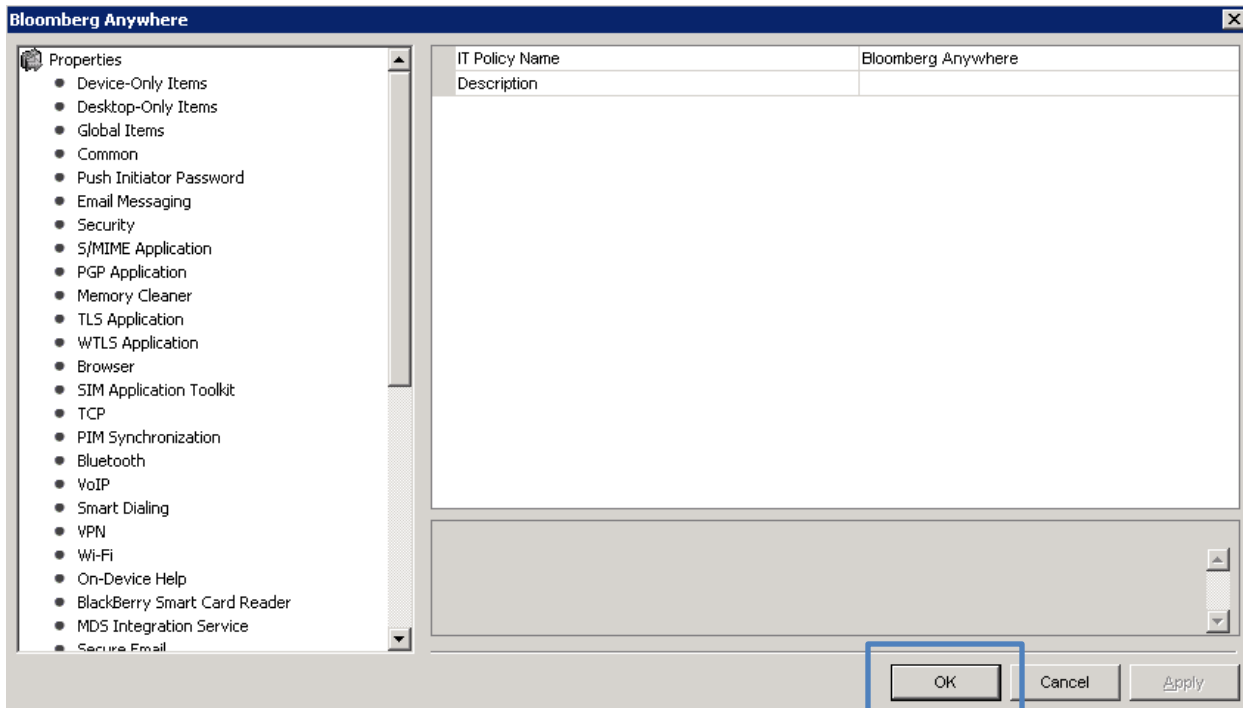 Bloomberg Anywhere
Properties
Device-Only Items
Desktop-Only Items
Global Items
Common
Push Initiator Password
Email Messaging
Security
S/MIME Application
PGP Application
Memory Cleaner
TLS Application
WTLS Application
Browser
SIM Application Toolkit
TCP
PIM Synchronization
Bluetooth
VoIP
Smart Dialing
VPN
Wi-Fi
On-Device Help
BlackBerry Smart Card Reader
MDS Integration Service
Secure Email
IT Policy Name Bloomberg Anywhere
Description
OK Cancel Apply